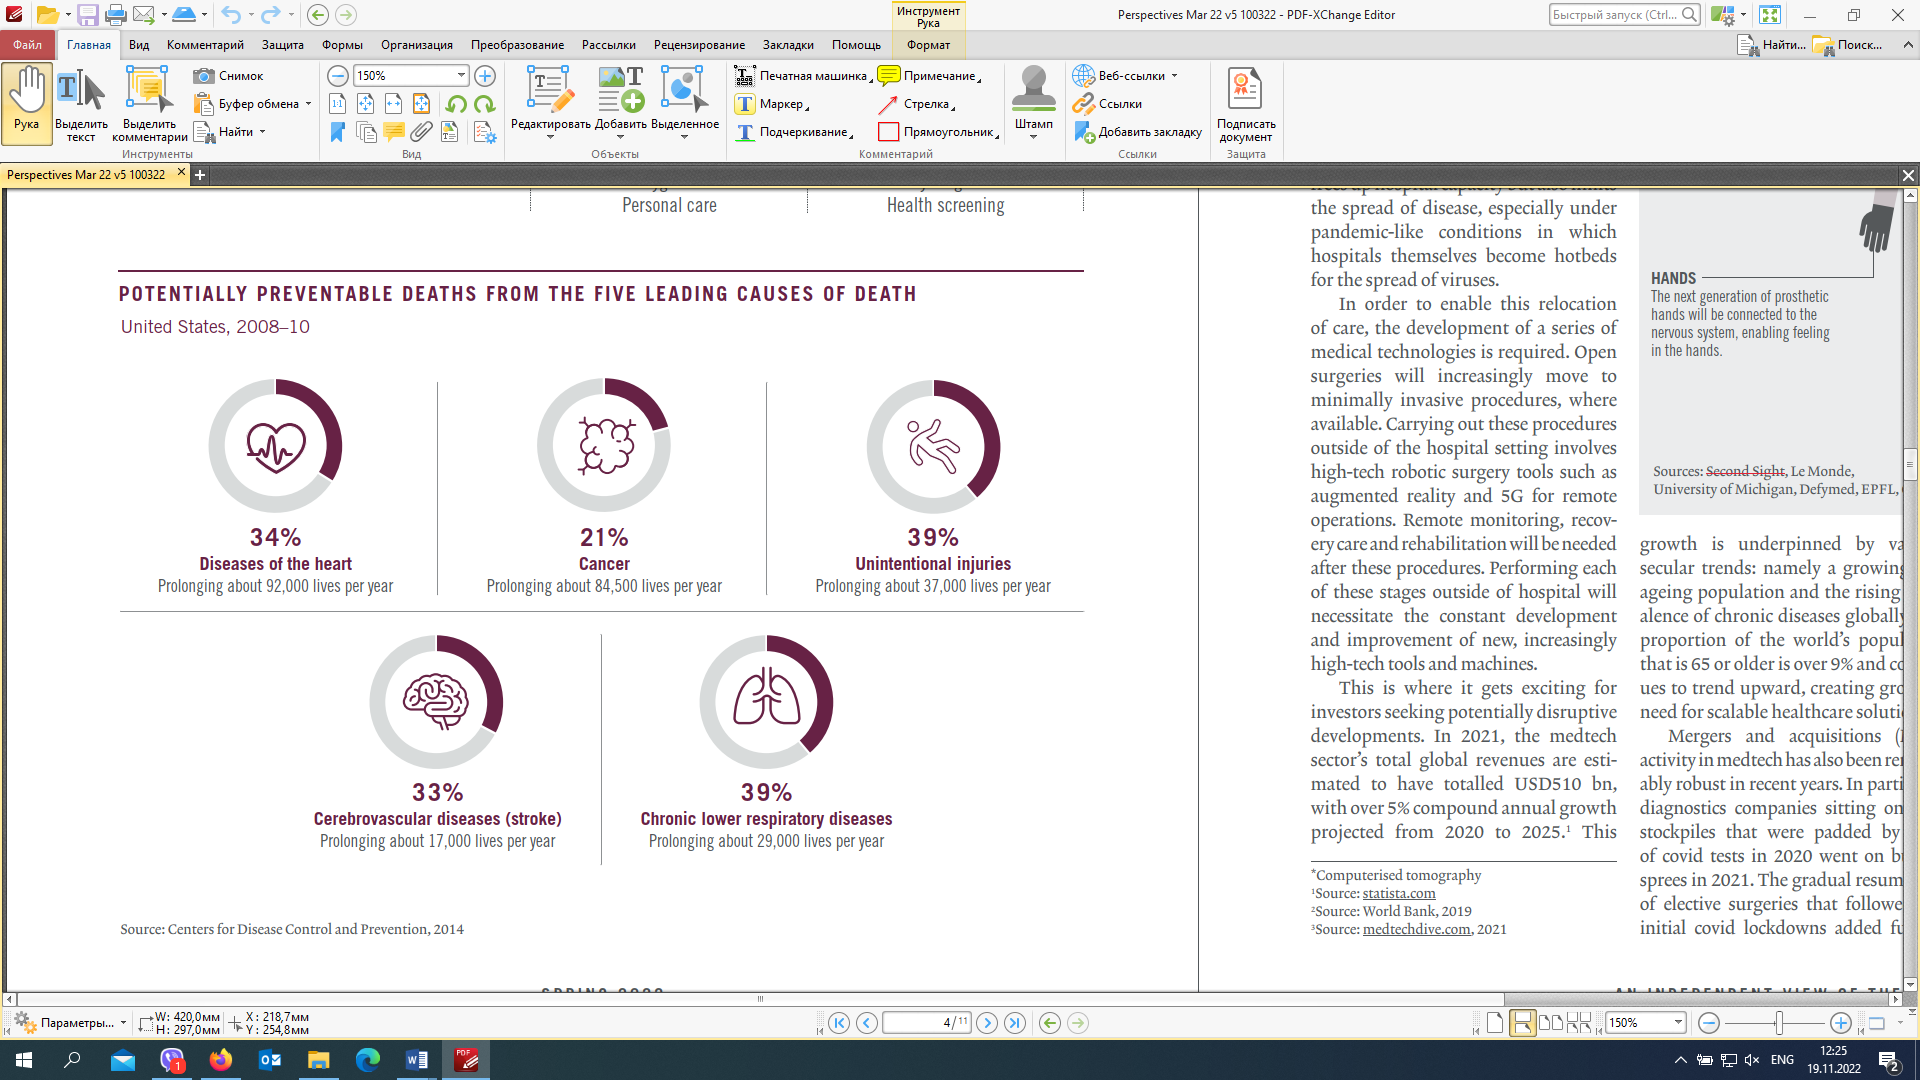 Инструмент
Рука
Perspectives Mar 22 v5 100322 - PDF-XChange Editor
Быстрый запуск (Ctrl...
Файл
Главная
Вид
Комментарий
Защита
Формы
Организация
Преобразование
Рассылки
Рецензирование
Закладки
Помощь
Формат
Найти...
Поиск...
Рука
Выделить
текст
Выделить
комментарии
Снимок
Буфер обмена
Найти
Инструменты
150%
Вид
Редактировать
Добавить
Выделенное
Объекты
Печатная машинка
Маркер
Подчеркивание
Примечание
Стрелка
Прямоугольник
Комментарий
Штамп
Веб-ссылки
Ссылки
Добавить закладку
Ссылки
Подписать
документ
Защита
Perspectives Mar 22 v5 100322
Personal care
Health screening
POTENTIALLY PREVENTABLE DEATHS FROM THE FIVE LEADING CAUSES OF DEATH
United States, 2008–10
34%
Diseases of the heart
Prolonging about 92,000 lives per year
21%
Cancer
Prolonging about 84,500 lives per year
39%
Unintentional injuries
Prolonging about 37,000 lives per year
33%
Cerebrovascular diseases (stroke)
Prolonging about 17,000 lives per year
39%
Chronic lower respiratory diseases
Prolonging about 29,000 lives per year
Source: Centers for Disease Control and Prevention, 2014
the spread of disease, especially under
pandemic-like conditions in which
hospitals themselves become hotbeds
for the spread of viruses.
In order to enable this relocation
of care, the development of a series of
medical technologies is required. Open
surgeries will increasingly move to
minimally invasive procedures, where
available. Carrying out these procedures
outside of the hospital setting involves
high-tech robotic surgery tools such as
augmented reality and 5G for remote
operations. Remote monitoring, recov-
ery care and rehabilitation will be needed
after these procedures. Performing each
of these stages outside of hospital will
necessitate the constant development
and improvement of new, increasingly
high-tech tools and machines.
This is where it gets exciting for
investors seeking potentially disruptive
developments. In 2021, the medtech
sector's total global revenues are esti-
mated to have totalled USD510 bn,
with over 5% compound annual growth
projected from 2020 to 2025.¹ This
*Computerised tomography
¹Source: statista.com
²Source: World Bank, 2019
³Source: medtechdive.com, 2021
HANDS
The next generation of prosthetic
hands will be connected to the
nervous system, enabling feeling
in the hands.
Sources: Second Sight, Le Monde,
University of Michigan, Defymed, EPFL,
growth is underpinned by
secular trends: namely a growing
ageing population and the rising
alence of chronic diseases globally
proportion of the world's
that is 65 or older is over 9% and
ues to trend upward, creating
need for scalable healthcare
Mergers and acquisitions
activity in medtech has also been
ably robust in recent years. In
diagnostics companies sitting on
stockpiles that were padded by
of covid tests in 2020 went on
sprees in 2021. The gradual
of elective surgeries that
initial covid lockdowns added
Параметры...
W: 420,0мм
H: 297,0мм
X: 218,7mm
Y: 254,8mm
4/11
150%
ENG
12:25
19.11.2022
1
2